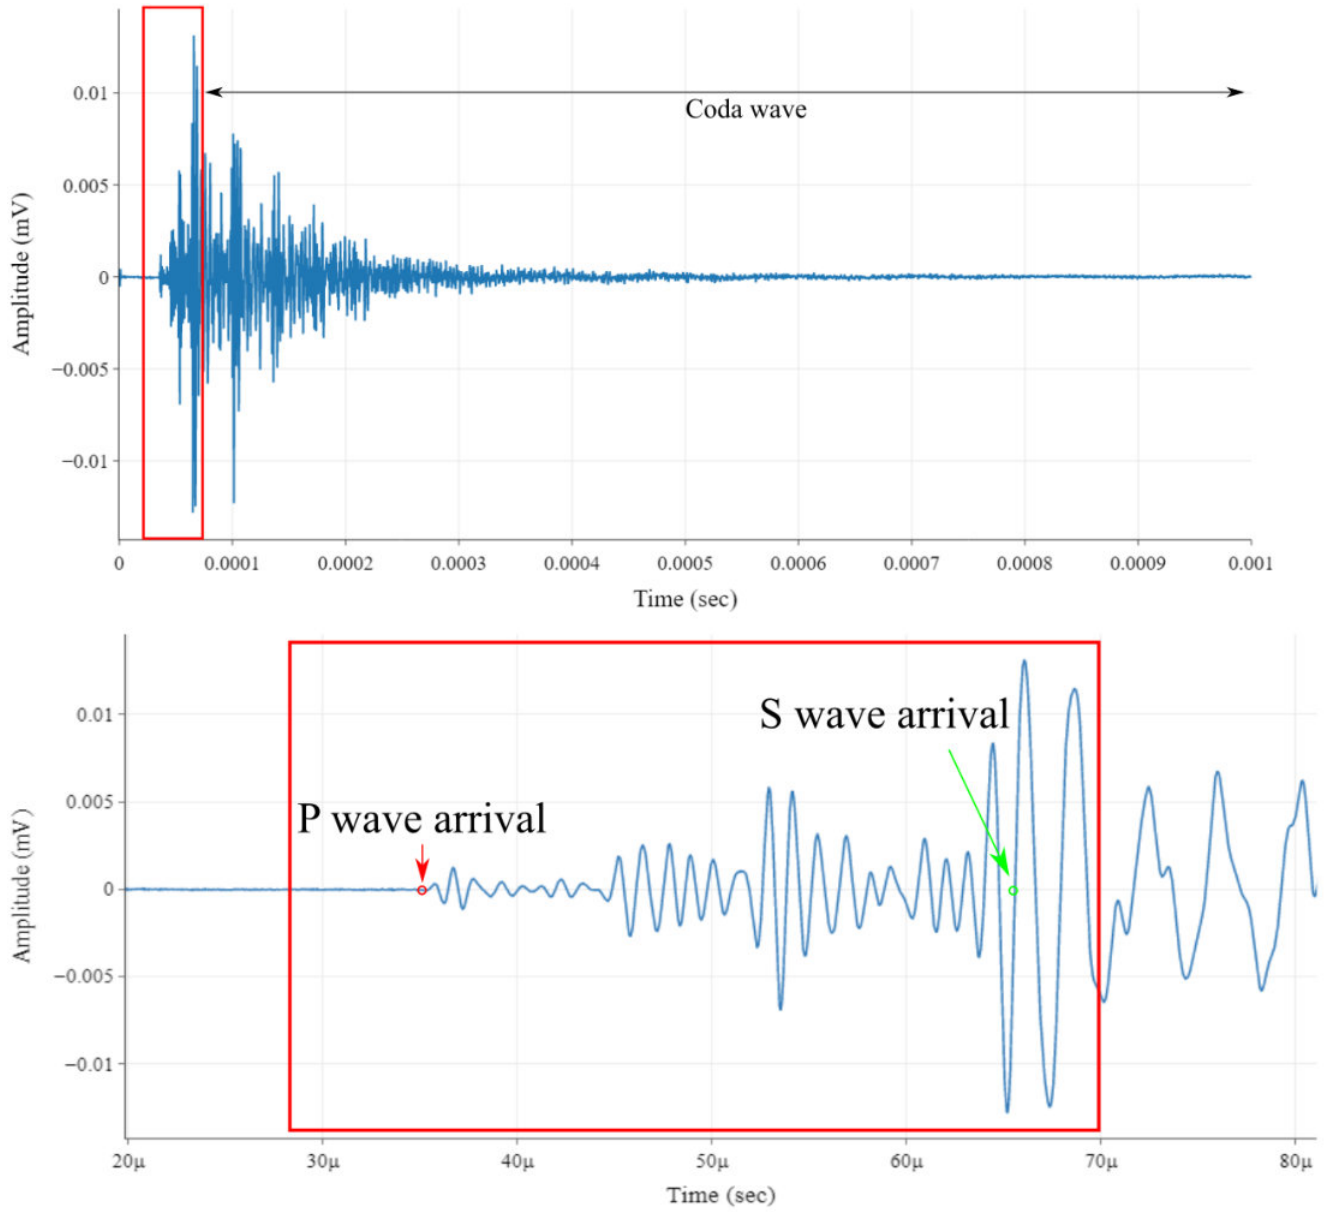 0.01
Coda wave
0.005
Amplitude (mV)
0
−0.005
−0.01
0 0.0001 0.0002 0.0003 0.0004 0.0005 0.0006 0.0007 0.0008 0.0009 0.001
Time (sec)
0.01
S wave arrival
0.005
P wave arrival
Amplitude (mV)
0
−0.005
−0.01
20μ 30μ 40μ 50μ 60μ 70μ 80μ
Time (sec)